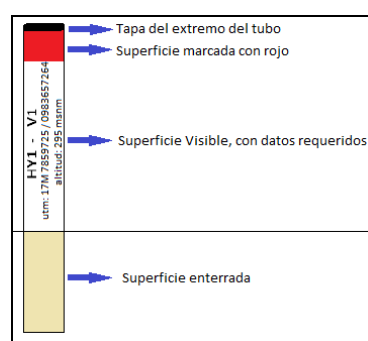 Tapa del extremo del tubo
Superficie marcada con rojo
HY1 - V1
utm: 17M 7859725 / 0983657264
altitud: 295 msnm
Superficie Visible, con datos requeridos
Superficie enterrada